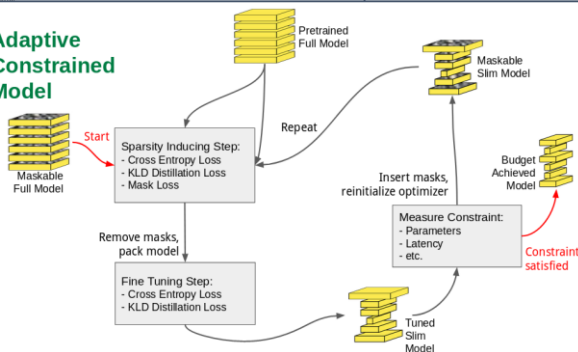 Adaptive
Constrained
Model
Pretrained
Full Model
Maskable
Slim Model
Start
Repeat
Maskable
Full Model
Sparsity Inducing Step:
- Cross Entropy Loss
- KLD Distillation Loss
- Mask Loss
Budget
Achieved
Model
Insert masks,
reinitialize optimizer
Measure Constraint:
- Parameters
- Latency
- etc.
Constraint
satisfied
Remove masks,
pack model
Fine Tuning Step:
- Cross Entropy Loss
- KLD Distillation Loss
Tuned
Slim
Model